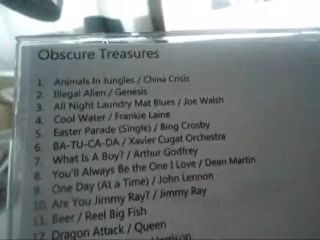 Obscure Treasures
1. Animals In Jungles / China Crisis
2. Illegal Alien / Genesis
3. All Night Laundry Mat Blues / Joe Walsh
4. Cool Water / Frankie Laine
5. Easter Parade (Single) / Bing Crosby
6. BA-TU-CA-DA / Xavier Cugat Orchestra
7. What Is A Boy? / Arthur Godfrey
8. You'll Always Be the One I Love / Dean Martin
9. One Day (At a Time) / John Lennon
10. Are You Jimmy Ray? / Jimmy Ray
11. Beer / Reel Big Fish
12. Dragon Attack / Queen
Harrison